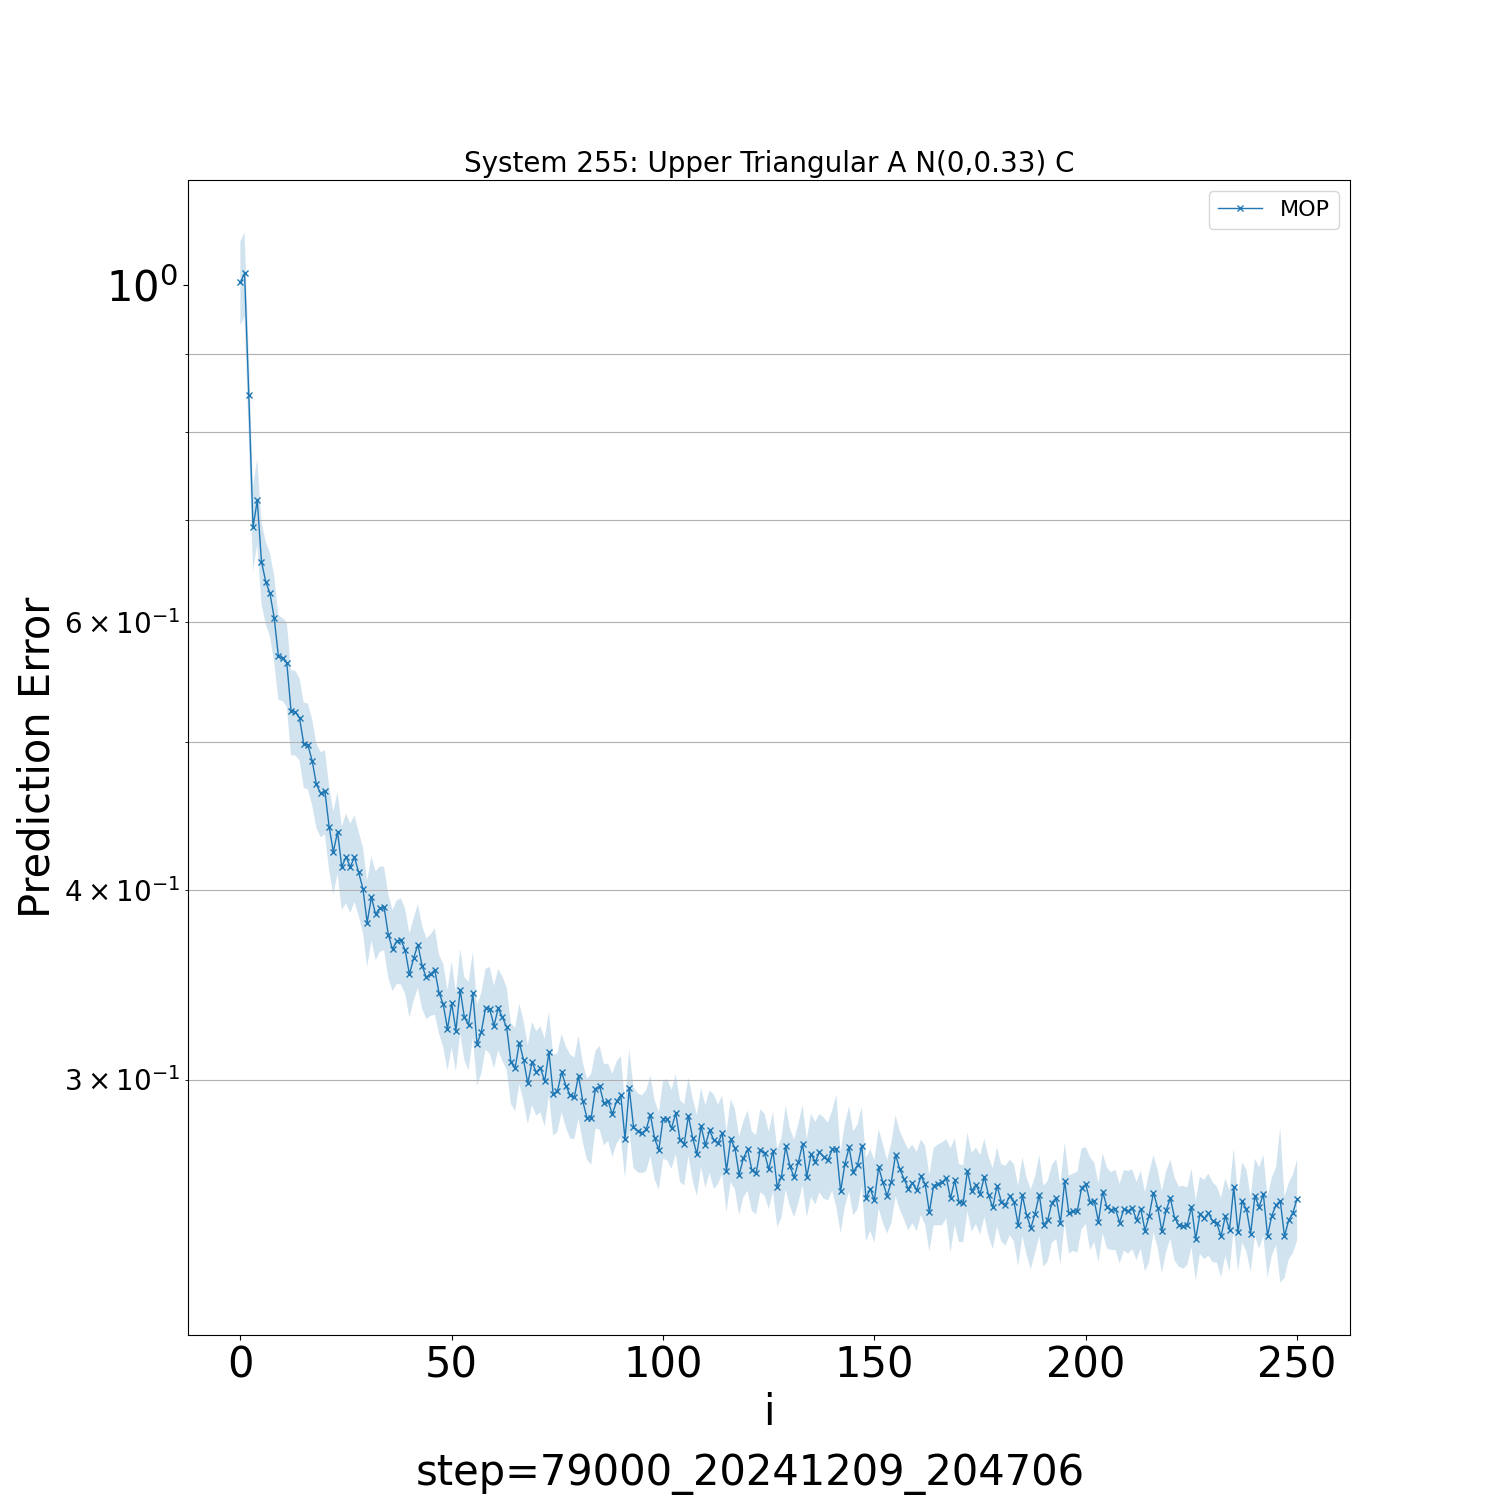 System 255: Upper Triangular A N(0,0.33) C
MOP
10⁰
6 × 10⁻¹
4 × 10⁻¹
3 × 10⁻¹
Prediction Error
0 50 100 150 200 250
i
step=79000_20241209_204706